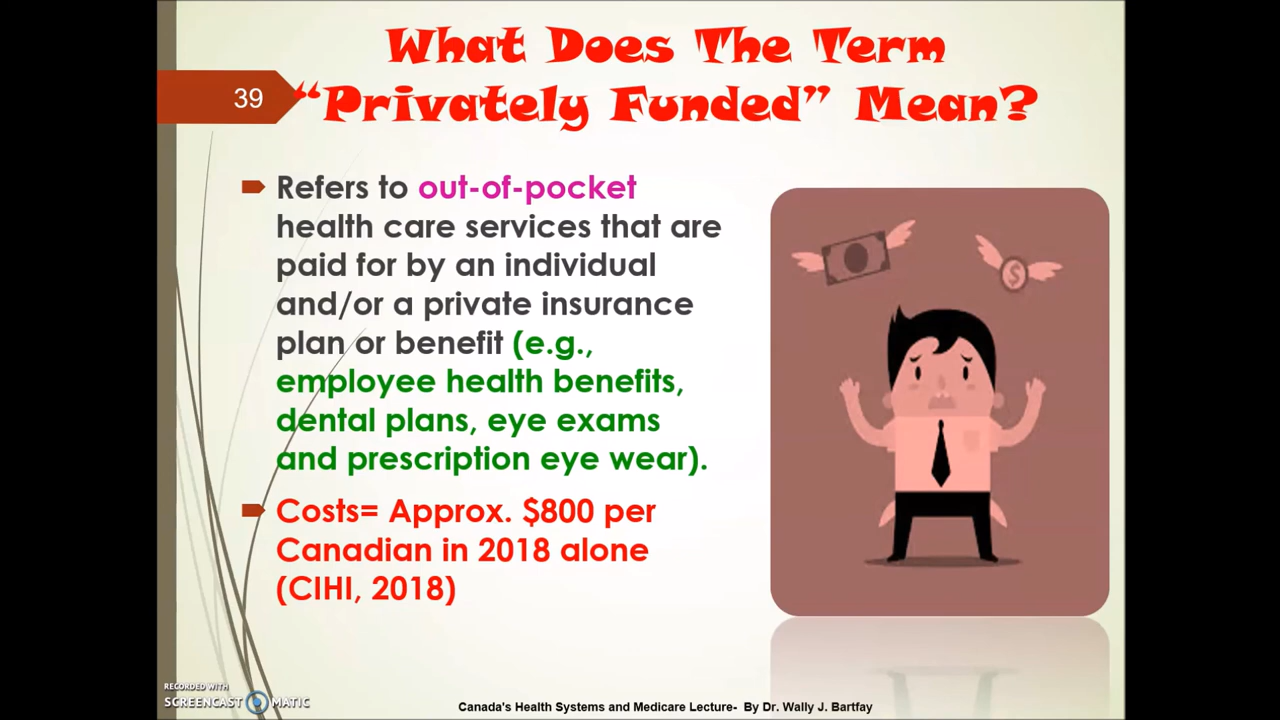 What Does The Term
39
“Privately Funded” Mean?
Refers to out-of-pocket
health care services that are
paid for by an individual
and/or a private insurance
plan or benefit (e.g.,
employee health benefits,
dental plans, eye exams
and prescription eye wear).
Costs= Approx. $800 per
Canadian in 2018 alone
(CIHI, 2018)
$
RECORDED WITH
SCREENCAST MATIC
Canada's Health Systems and Medicare Lecture- By Dr. Wally J. Bartfay